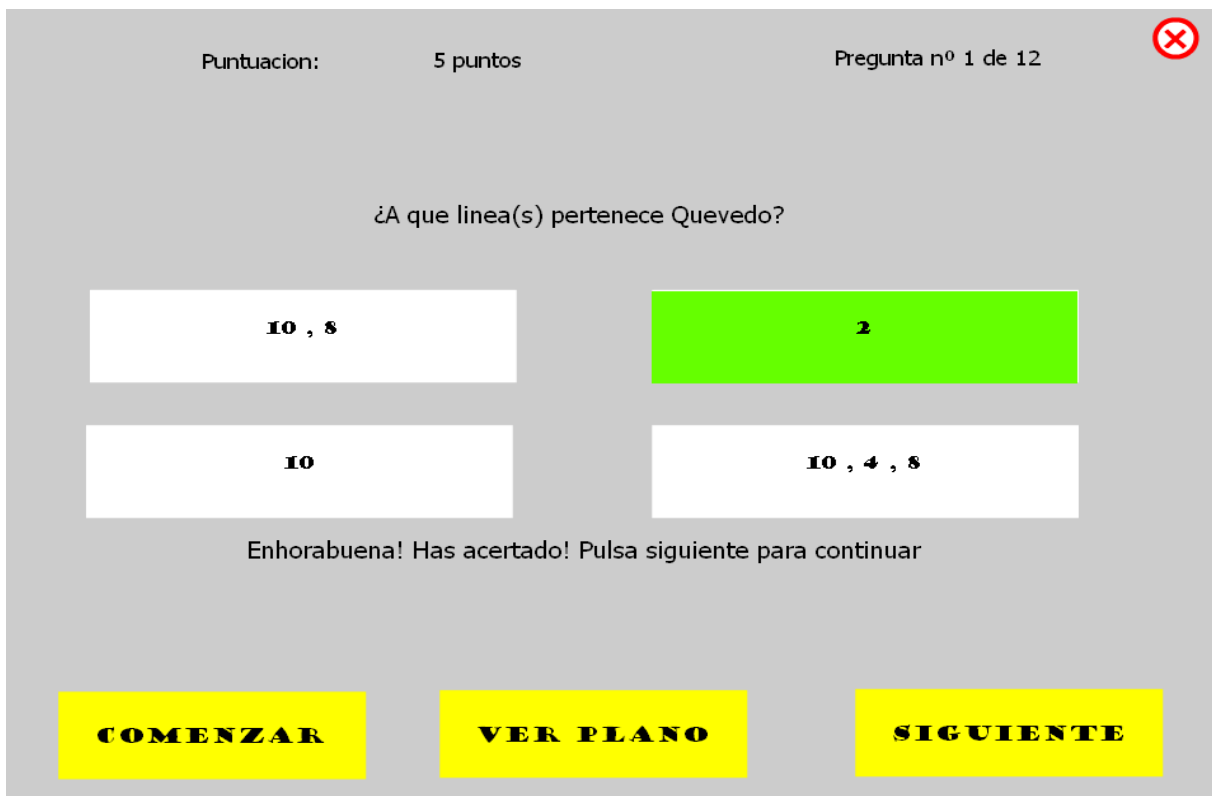 Puntuacion: 5 puntos Pregunta nº 1 de 12
¿A que linea(s) pertenece Quevedo?
10 , 8
2
10
10 , 4 , 8
Enhorabuena! Has acertado! Pulsa siguiente para continuar
COMENZAR
VER PLANO
SIGUIENTE